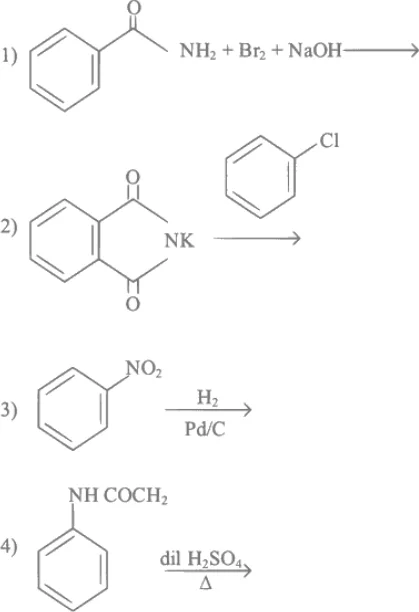 O
1) NH₂ + Br₂ + NaOH
Cl
O
2) NK
O
NO₂
3) H₂
Pd/C
NH COCH₂
4) dil H₂SO₄
Δ